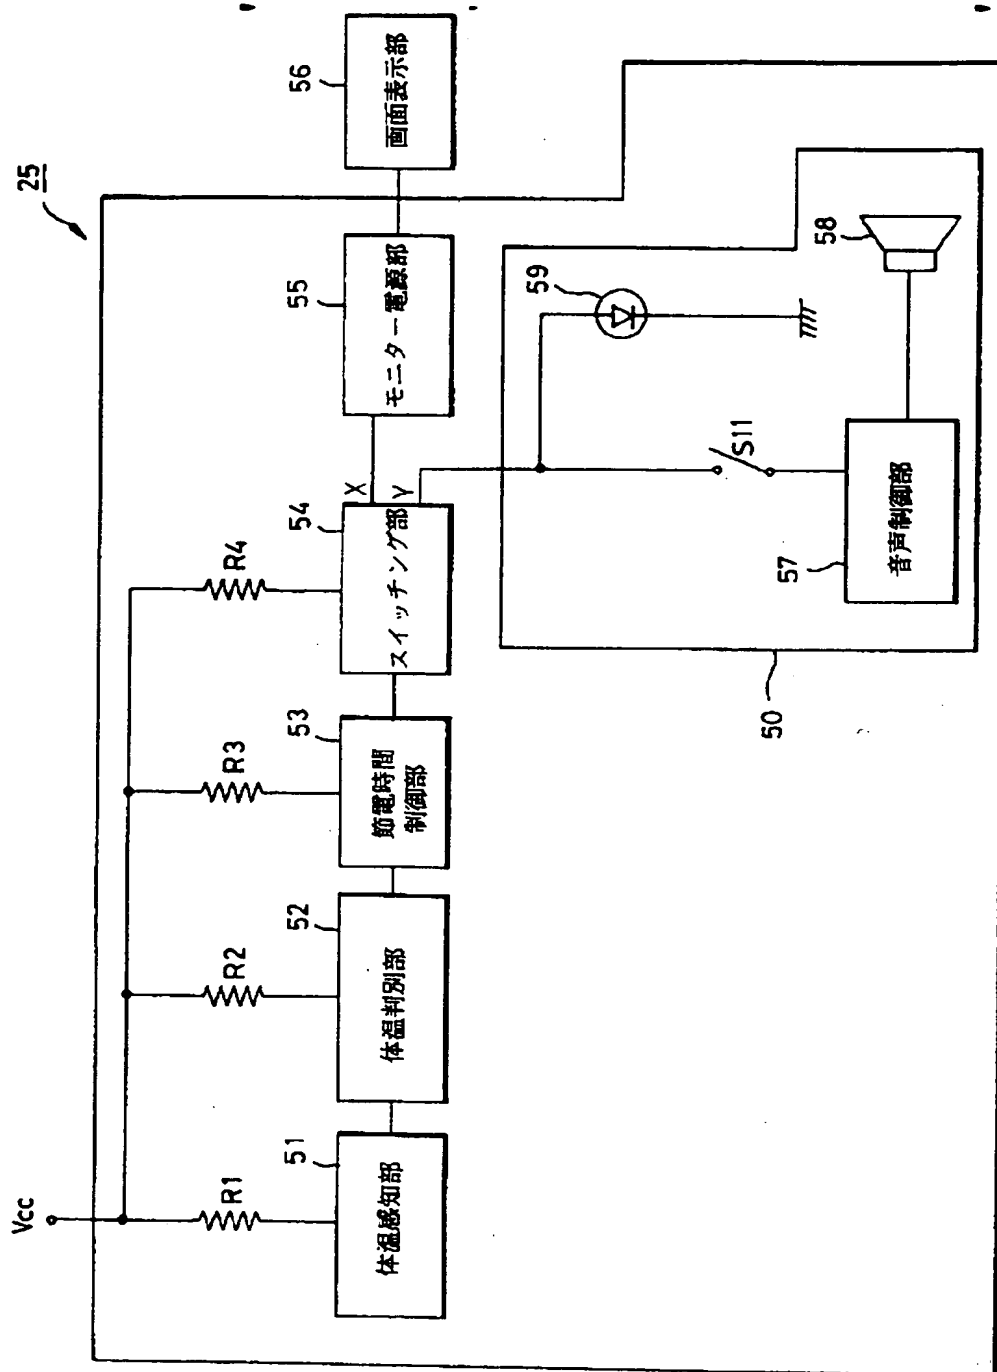 25
Vcc
R1
R2
R3
R4
51
体温感知部
52
体温判別部
53
節電時間
制御部
54
スイッチング部
X
Y
55
モニター電源部
56
画面表示部
59
58
S11
57
音声制御部
50